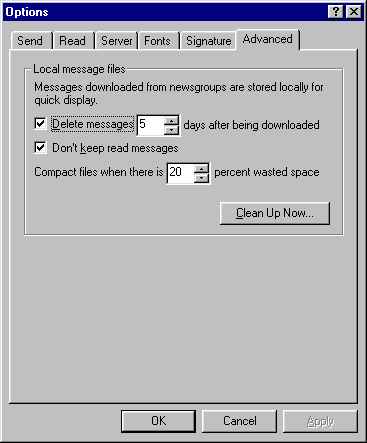 Options
Send Read Server Fonts Signature Advanced
Local message files
Messages downloaded from newsgroups are stored locally for
quick display.
Delete messages 5 days after being downloaded
Don't keep read messages
Compact files when there is 20 percent wasted space
Clean Up Now...
OK Cancel Apply